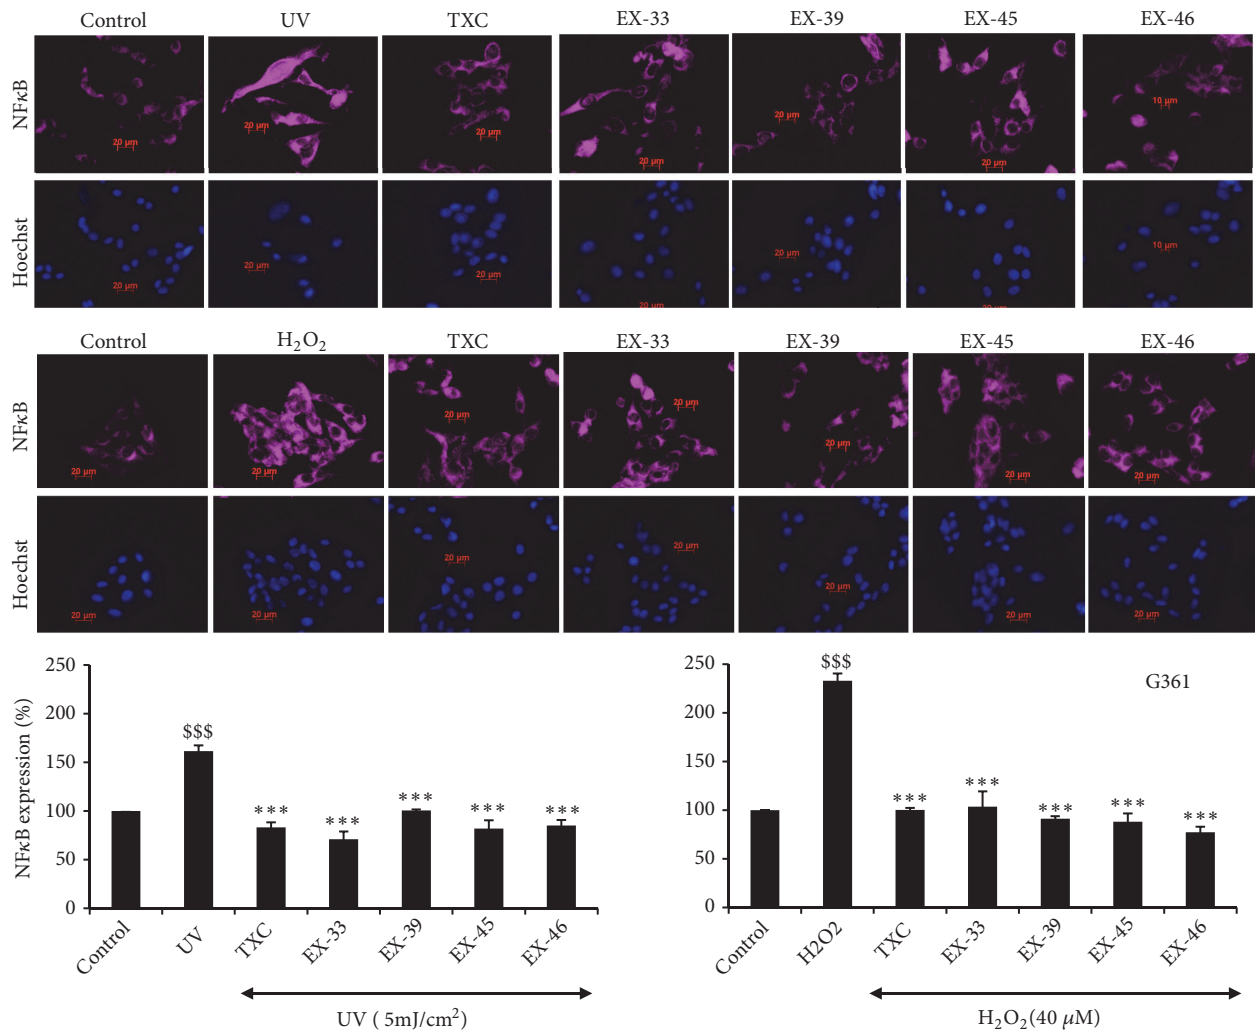 Control UV TXC EX-33 EX-39 EX-45 EX-46
NFκB
20 μm 20 μm 20 μm 20 μm 20 μm 20 μm 10 μm
Hoechst
20 μm 20 μm 20 μm 20 μm 20 μm 20 μm 10 μm
Control H₂O₂ TXC EX-33 EX-39 EX-45 EX-46
NFκB
20 μm 20 μm 20 μm 20 μm 20 μm 20 μm 20 μm
Hoechst
20 μm 20 μm 20 μm 20 μm 20 μm 20 μm 20 μm
NFκB expression (%)
250
200
150
100
50
0
$$$
*** *** *** *** ***
Control UV TXC EX-33 EX-39 EX-45 EX-46
UV ( 5mJ/cm²)
G361
250
200
150
100
50
0
$$$
*** *** *** *** ***
Control H2O2 TXC EX-33 EX-39 EX-45 EX-46
H₂O₂(40 μM)